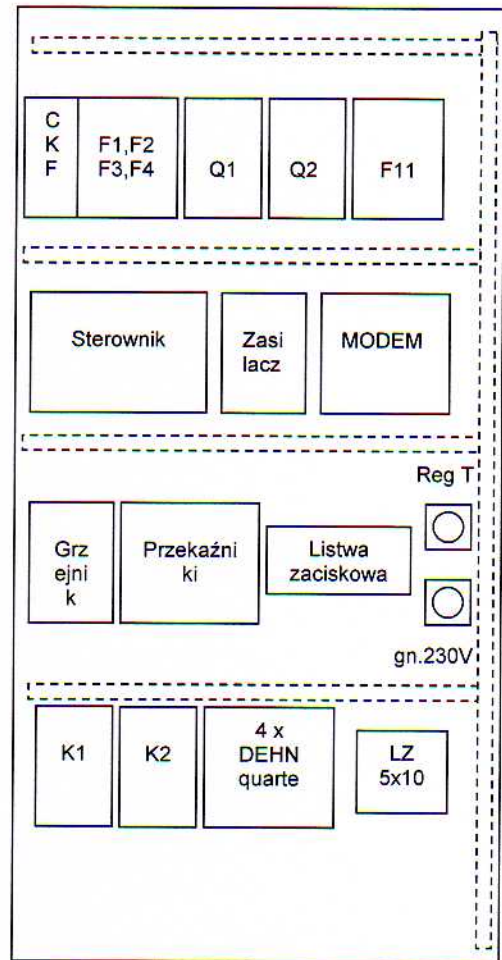 C
K
F
F1,F2
F3,F4
Q1
Q2
F11
Sterownik
Zasi
lacz
MODEM
Reg T
Grz
ejni
k
Przekaźni
ki
Listwa
zaciskowa
gn.230V
K1
K2
4 x
DEHN
quarte
LZ
5x10